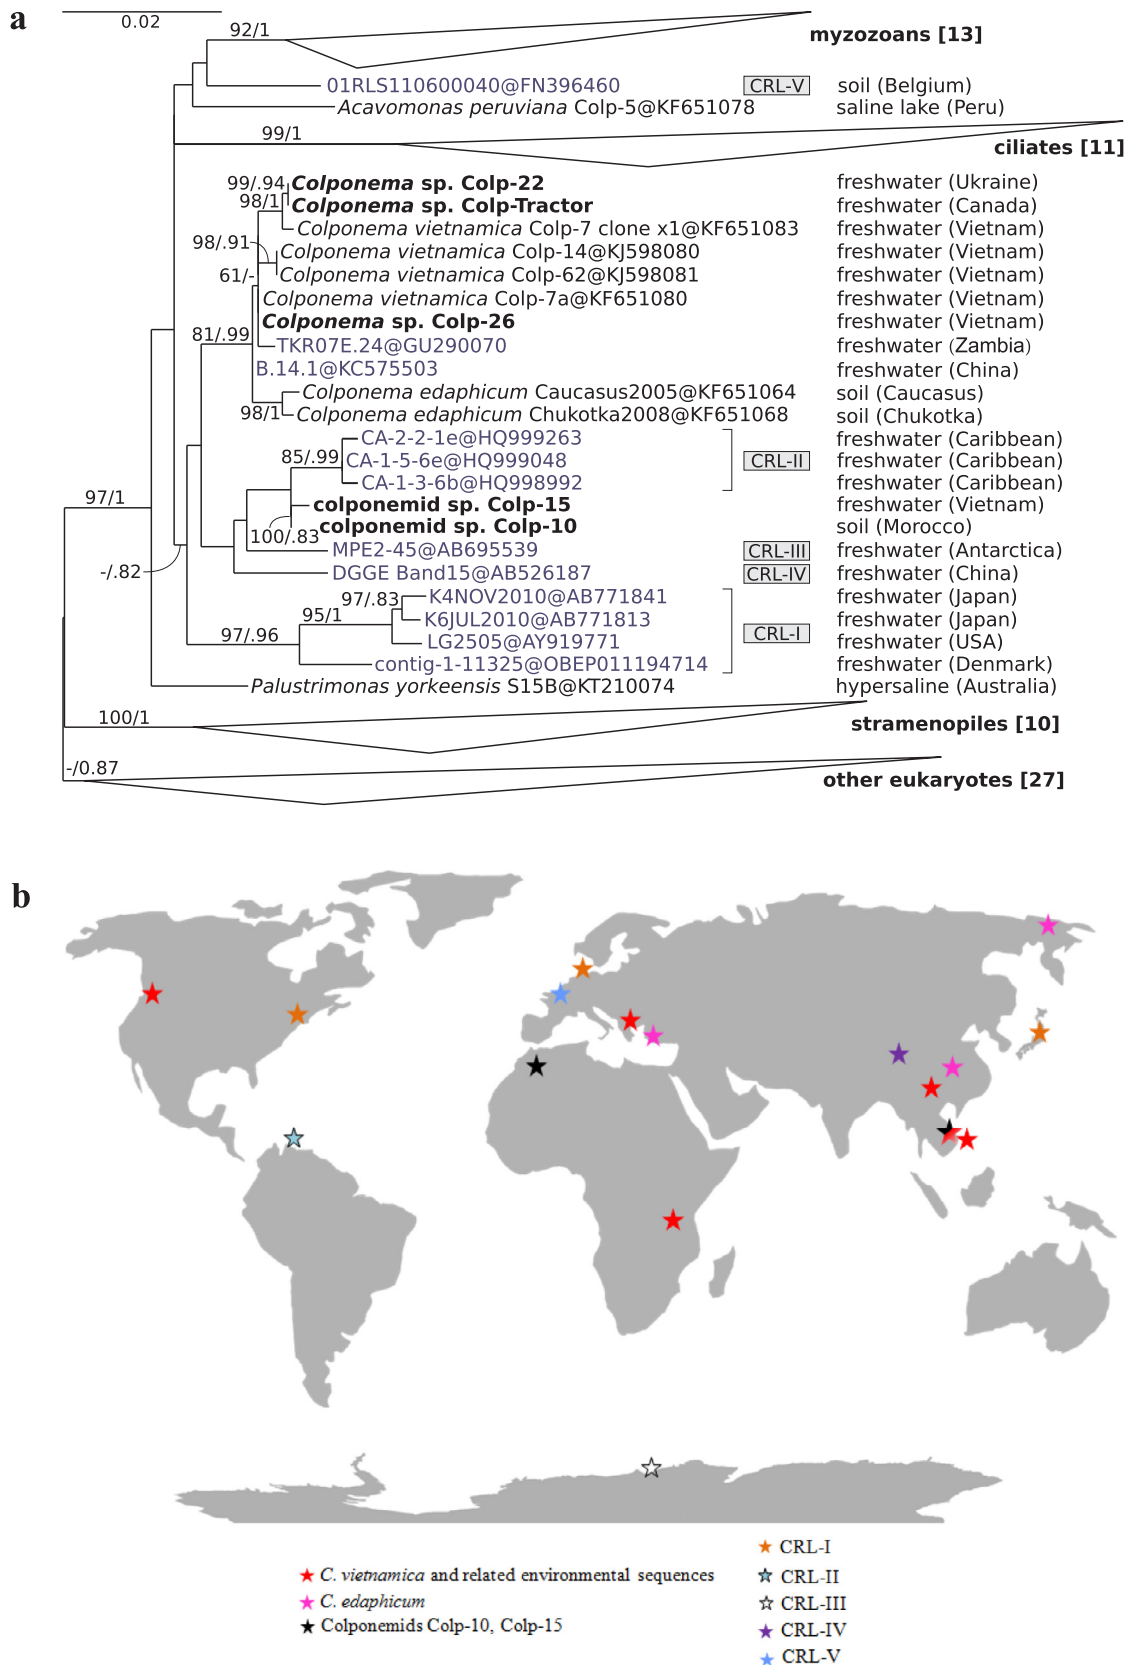 a
0.02
92/1
myzozoans [13]
01RLS110600040@FN396460 CRL-V soil (Belgium)
Acavomonas peruviana Colp-5@KF651078 saline lake (Peru)
99/1
ciliates [11]
99/.94 Colponema sp. Colp-22 freshwater (Ukraine)
98/1 Colponema sp. Colp-Tractor freshwater (Canada)
Colponema vietnamica Colp-7 clone x1@KF651083 freshwater (Vietnam)
98/.91 Colponema vietnamica Colp-14@KJ598080 freshwater (Vietnam)
61/- Colponema vietnamica Colp-62@KJ598081 freshwater (Vietnam)
Colponema vietnamica Colp-7a@KF651080 freshwater (Vietnam)
Colponema sp. Colp-26 freshwater (Vietnam)
81/.99 TKR07E.24@GU290070 freshwater (Zambia)
B.14.1@KC575503 freshwater (China)
Colponema edaphicum Caucasus2005@KF651064 soil (Caucasus)
98/1 Colponema edaphicum Chukotka2008@KF651068 soil (Chukotka)
CA-2-2-1e@HQ999263 freshwater (Caribbean)
85/.99 CA-1-5-6e@HQ999048 CRL-II freshwater (Caribbean)
CA-1-3-6b@HQ998992 freshwater (Caribbean)
97/1 colponemid sp. Colp-15 freshwater (Vietnam)
colponemid sp. Colp-10 soil (Morocco)
100/.83
MPE2-45@AB695539 CRL-III freshwater (Antarctica)
-/.82 DGGE Band15@AB526187 CRL-IV freshwater (China)
97/.83 K4NOV2010@AB771841 freshwater (Japan)
95/1 K6JUL2010@AB771813 freshwater (Japan)
97/.96 LG2505@AY919771 CRL-I freshwater (USA)
contig-1-11325@OBEP011194714 freshwater (Denmark)
Palustrimonas yorkeensis S15B@KT210074 hypersaline (Australia)
100/1
stramenopiles [10]
-/0.87
other eukaryotes [27]
b
CRL-I
C. vietnamica and related environmental sequences
CRL-II
C. edaphicum
CRL-III
Colponemids Colp-10, Colp-15
CRL-IV
CRL-V